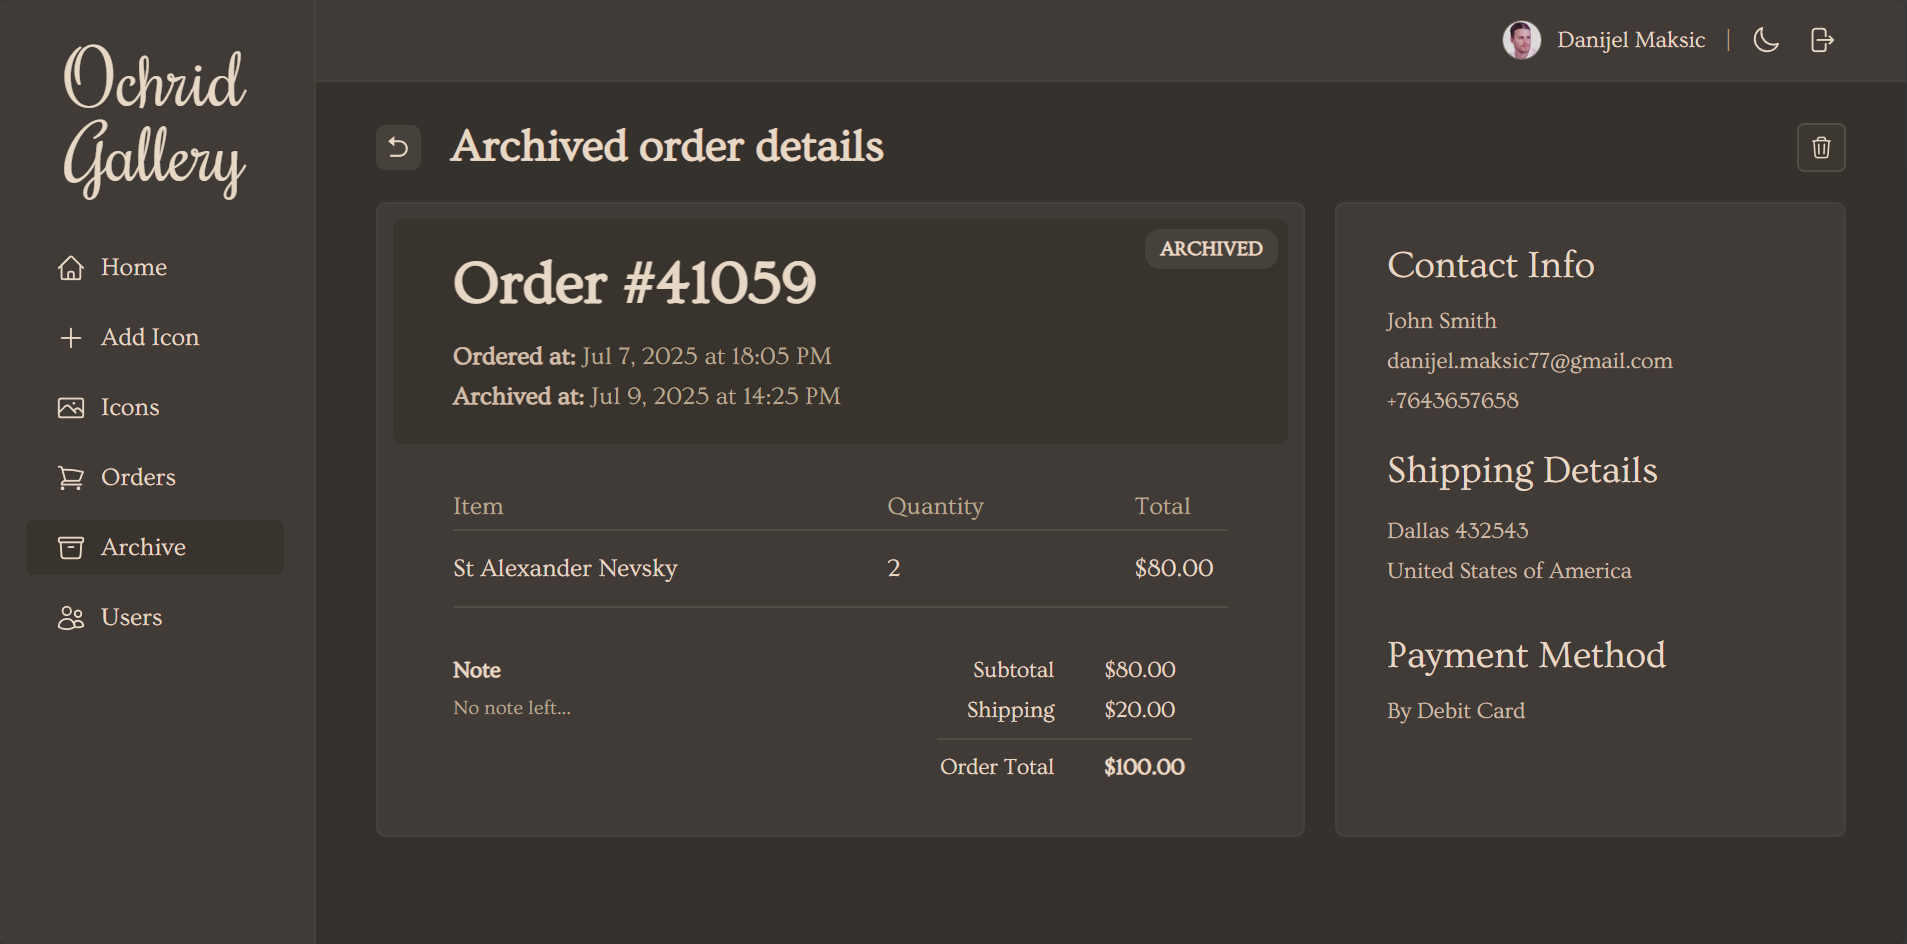 Ochrid
Gallery
Home
Add Icon
Icons
Orders
Archive
Users
Danijel Maksic
Archived order details
ARCHIVED
Order #41059
Ordered at: Jul 7, 2025 at 18:05 PM
Archived at: Jul 9, 2025 at 14:25 PM
Item Quantity Total
St Alexander Nevsky 2 $80.00
Note
No note left...
Subtotal $80.00
Shipping $20.00
Order Total $100.00
Contact Info
John Smith
danijel.maksic77@gmail.com
+7643657658
Shipping Details
Dallas 432543
United States of America
Payment Method
By Debit Card